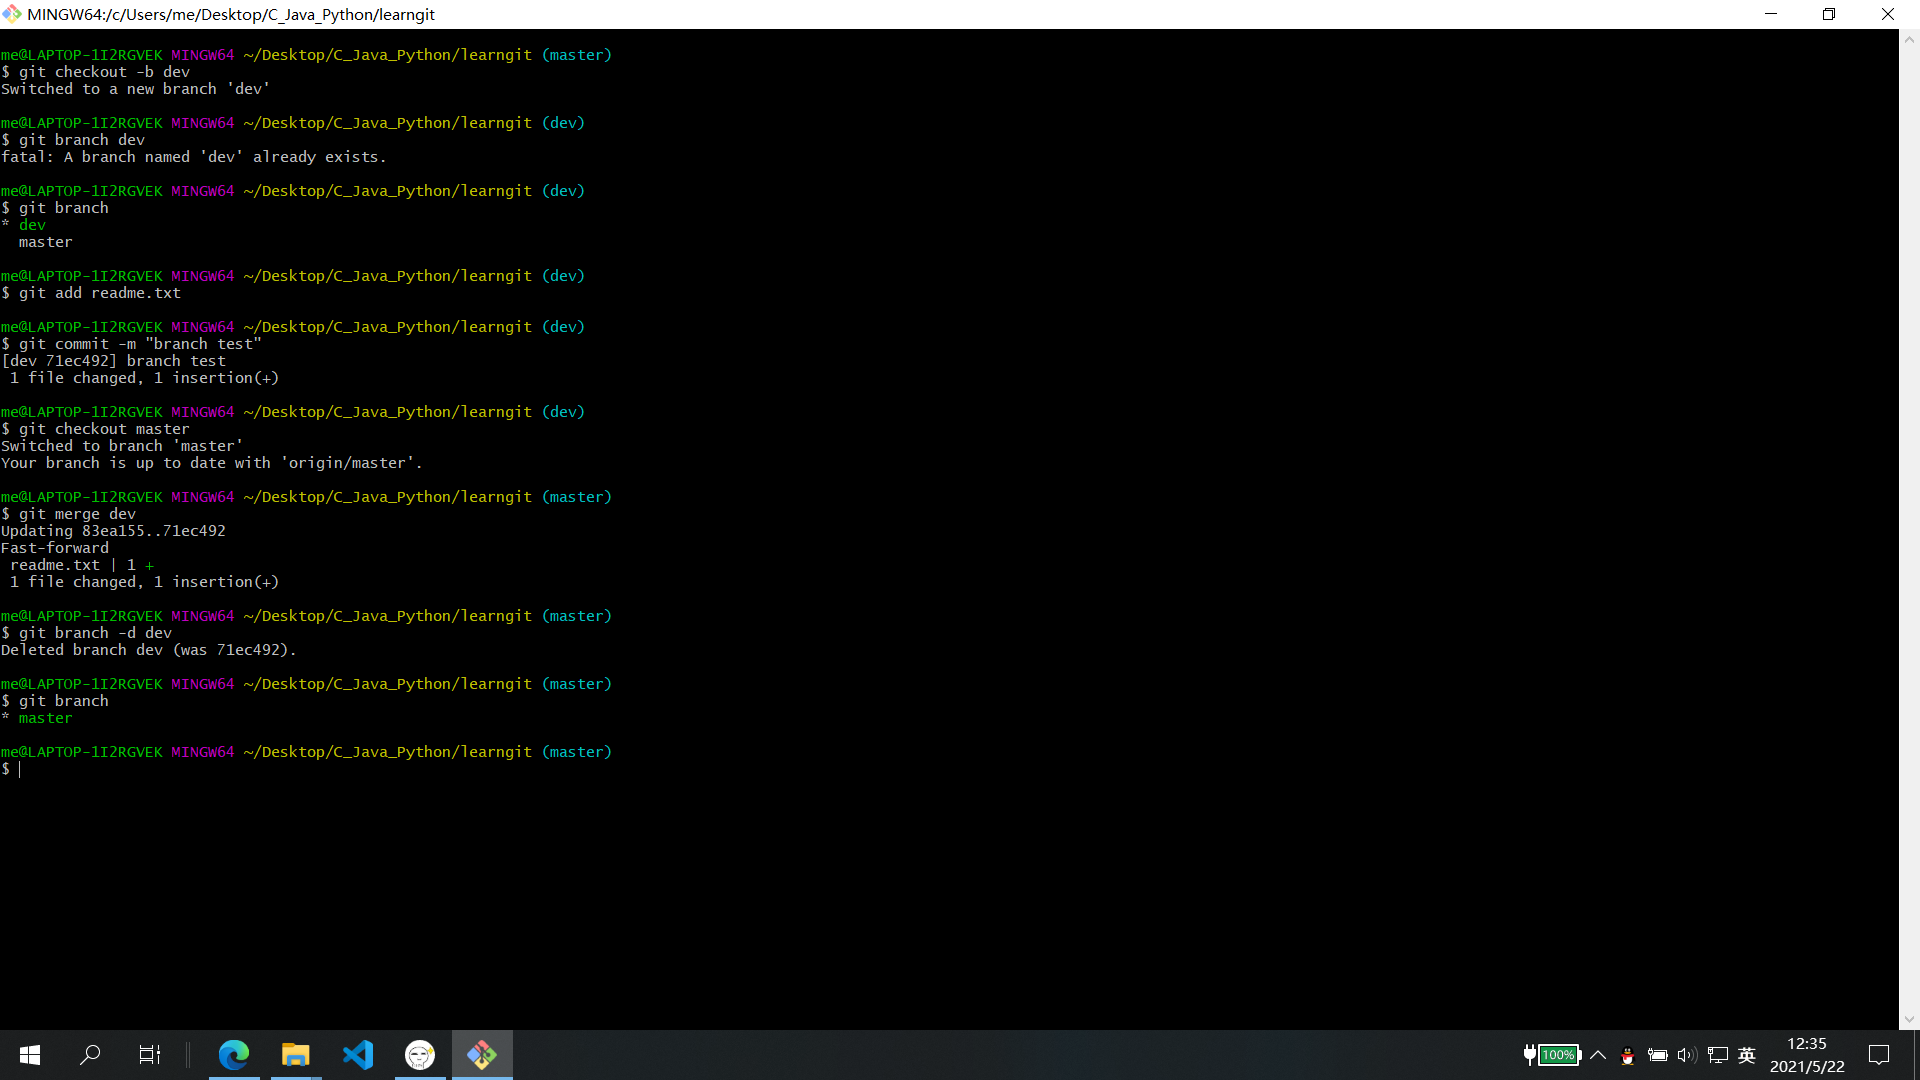 MINGW64:/c/Users/me/Desktop/C_Java_Python/learngit
me@LAPTOP-1I2RGVEK MINGW64 ~/Desktop/C_Java_Python/learngit (master)
$ git checkout -b dev
Switched to a new branch 'dev'
me@LAPTOP-1I2RGVEK MINGW64 ~/Desktop/C_Java_Python/learngit (dev)
$ git branch dev
fatal: A branch named 'dev' already exists.
me@LAPTOP-1I2RGVEK MINGW64 ~/Desktop/C_Java_Python/learngit (dev)
$ git branch
* dev
  master
me@LAPTOP-1I2RGVEK MINGW64 ~/Desktop/C_Java_Python/learngit (dev)
$ git add readme.txt
me@LAPTOP-1I2RGVEK MINGW64 ~/Desktop/C_Java_Python/learngit (dev)
$ git commit -m "branch test"
[dev 71ec492] branch test
 1 file changed, 1 insertion(+)
me@LAPTOP-1I2RGVEK MINGW64 ~/Desktop/C_Java_Python/learngit (dev)
$ git checkout master
Switched to branch 'master'
Your branch is up to date with 'origin/master'.
me@LAPTOP-1I2RGVEK MINGW64 ~/Desktop/C_Java_Python/learngit (master)
$ git merge dev
Updating 83ea155..71ec492
Fast-forward
 readme.txt | 1 +
 1 file changed, 1 insertion(+)
me@LAPTOP-1I2RGVEK MINGW64 ~/Desktop/C_Java_Python/learngit (master)
$ git branch -d dev
Deleted branch dev (was 71ec492).
me@LAPTOP-1I2RGVEK MINGW64 ~/Desktop/C_Java_Python/learngit (master)
$ git branch
* master
me@LAPTOP-1I2RGVEK MINGW64 ~/Desktop/C_Java_Python/learngit (master)
$
100%
英
12:35
2021/5/22